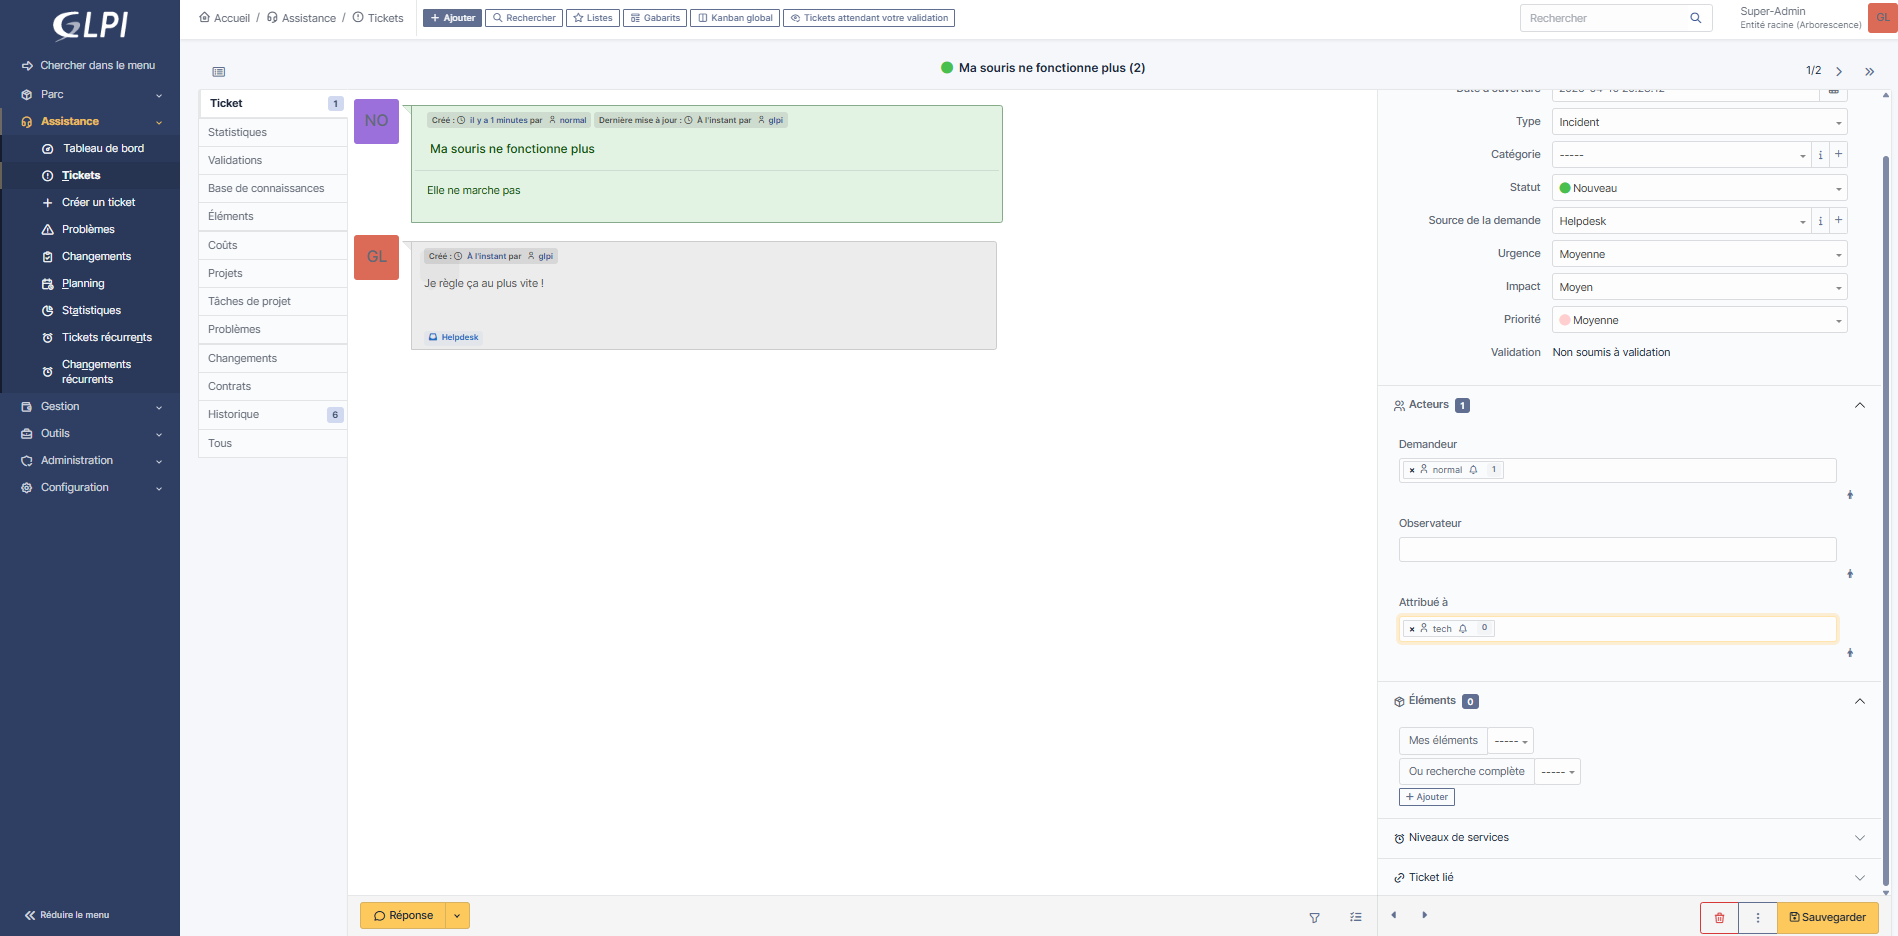 GLPI
Chercher dans le menu
Parc
Assistance
Tableau de bord
Tickets
Créer un ticket
Problèmes
Changements
Planning
Statistiques
Tickets récurrents
Changements
récurrents
Gestion
Outils
Administration
Configuration
Réduire le menu
Accueil / Assistance / Tickets
+ Ajouter
Rechercher
Listes
Gabarits
Kanban global
Tickets attendant votre validation
Rechercher
Super-Admin
Entité racine (Arborescence)
GL
Ma souris ne fonctionne plus (2)
1/2
Ticket 1
Statistiques
Validations
Base de connaissances
Éléments
Coûts
Projets
Tâches de projet
Problèmes
Changements
Contrats
Historique 6
Tous
NO
Créé : il y a 1 minutes par normal
Dernière mise à jour : À l'instant par glpi
Ma souris ne fonctionne plus
Elle ne marche pas
GL
Créé : À l'instant par glpi
Je règle ça au plus vite !
Helpdesk
Réponse
Type Incident
Catégorie ----- i +
Statut Nouveau
Source de la demande Helpdesk i +
Urgence Moyenne
Impact Moyen
Priorité Moyenne
Validation Non soumis à validation
Acteurs 1
Demandeur
× normal 1
Observateur
Attribué à
× tech 0
Éléments 0
Mes éléments -----
Ou recherche complète -----
+ Ajouter
Niveaux de services
Ticket lié
Sauvegarder